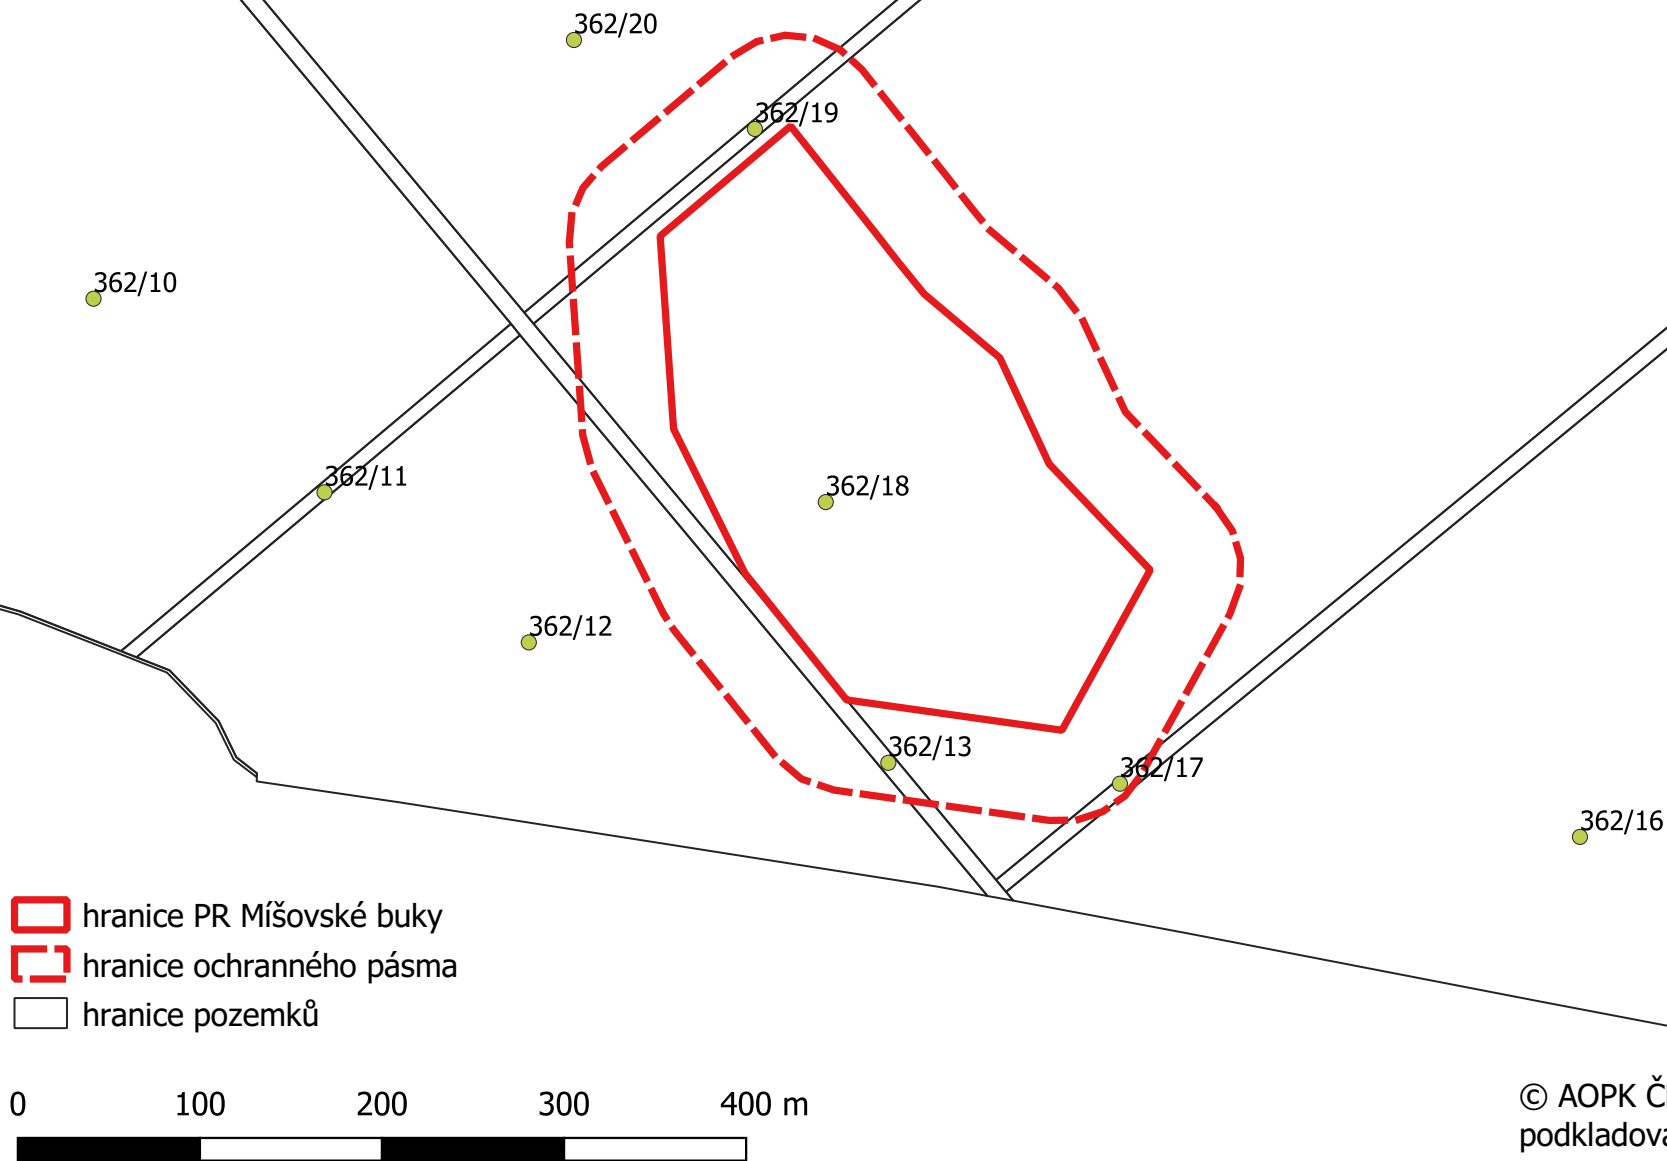 362/20
362/19
362/10
362/11
362/18
362/12
362/13
362/17
362/16
hranice PR Míšovské buky
hranice ochranného pásma
hranice pozemků
0 100 200 300 400 m
© AOPK